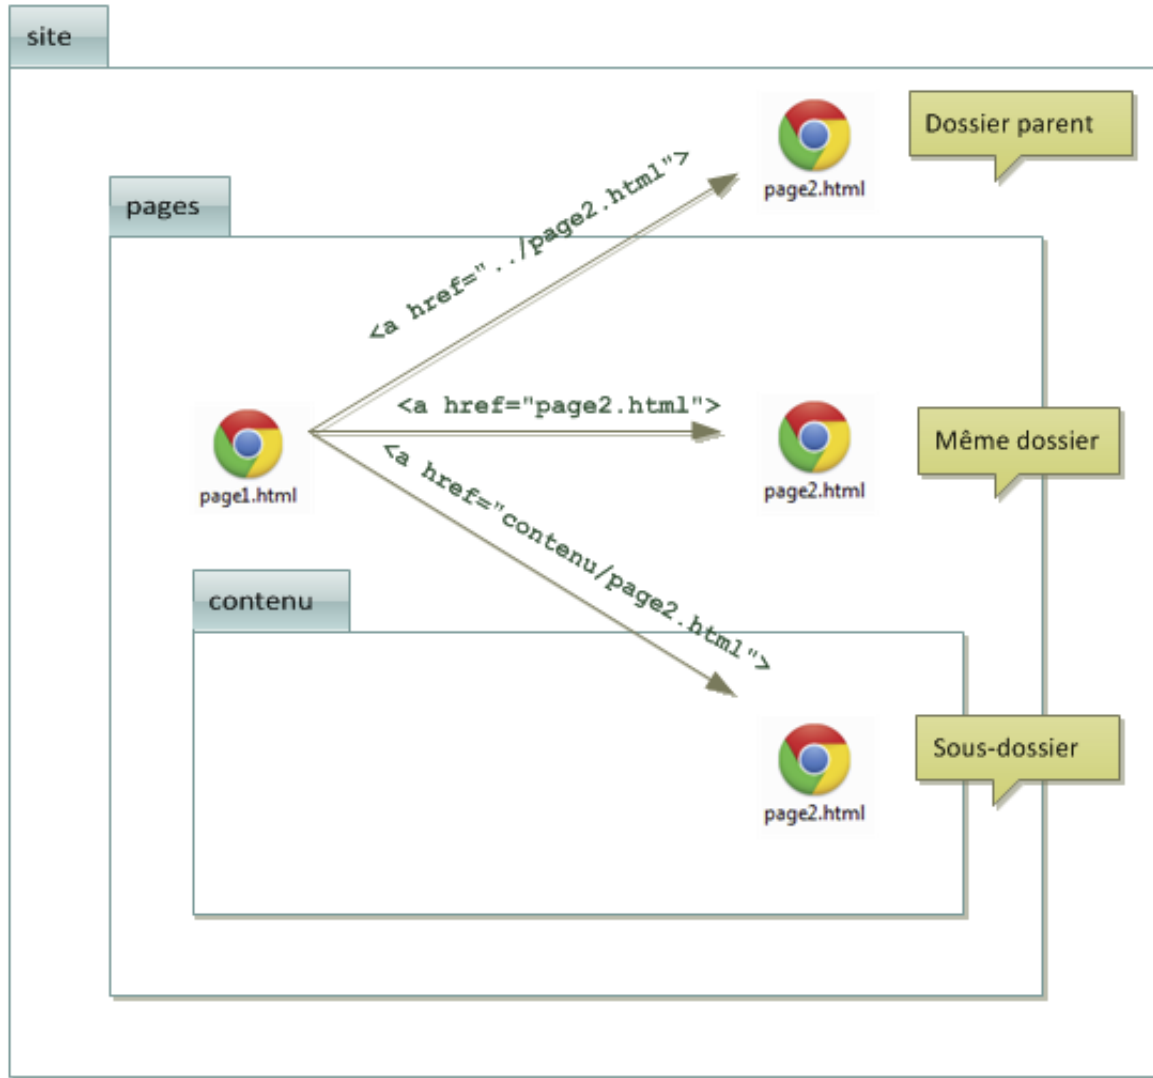 site
Dossier parent
page2.html
pages
<a href="../page2.html">
<a href="page2.html">
Même dossier
page1.html
page2.html
<a href="contenu/page2.html">
contenu
Sous-dossier
page2.html